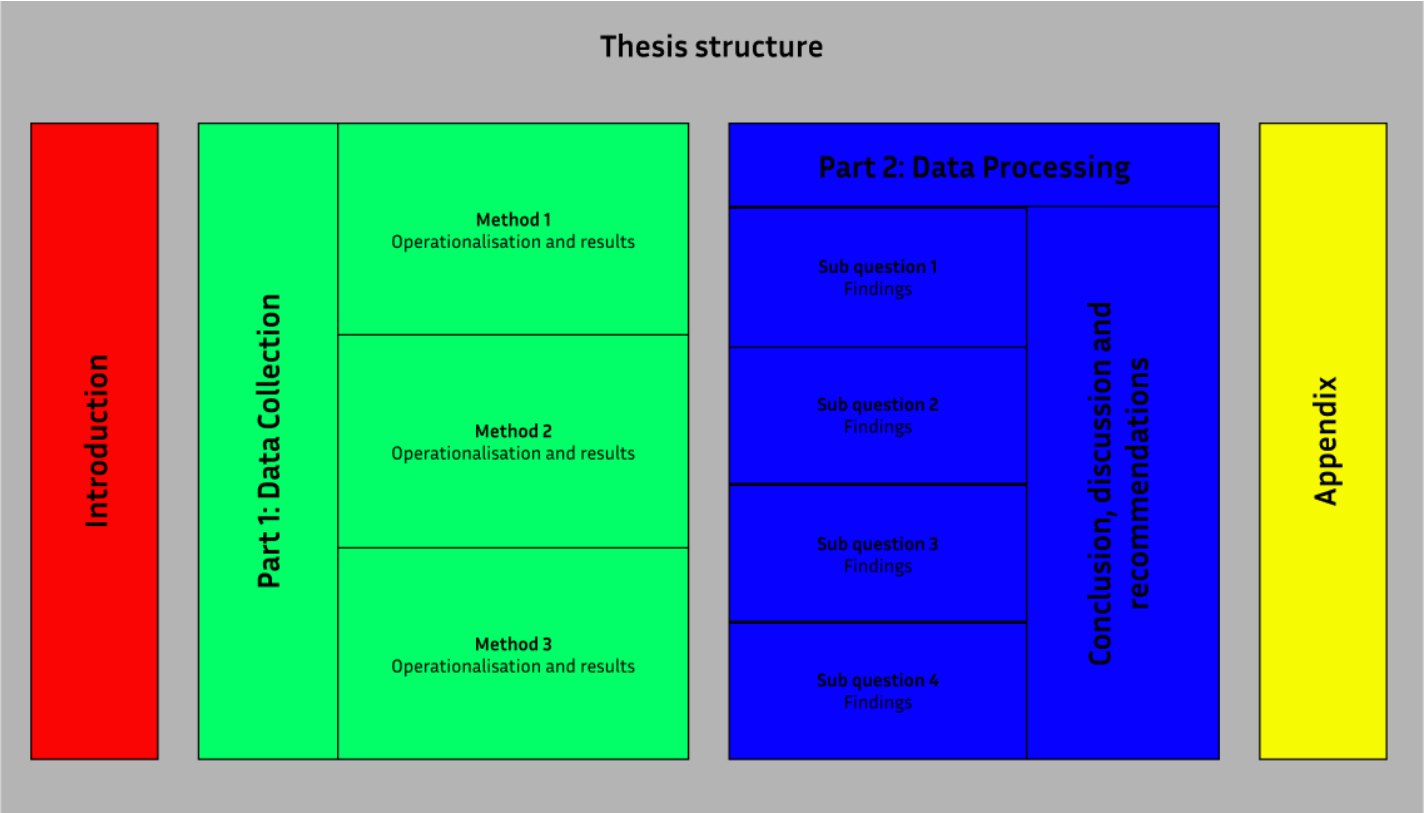 Thesis structure
Introduction
Part 1: Data Collection
Method 1
Operationalisation and results
Method 2
Operationalisation and results
Method 3
Operationalisation and results
Part 2: Data Processing
Sub question 1
Findings
Sub question 2
Findings
Sub question 3
Findings
Sub question 4
Findings
Conclusion, discussion and
recommendations
Appendix